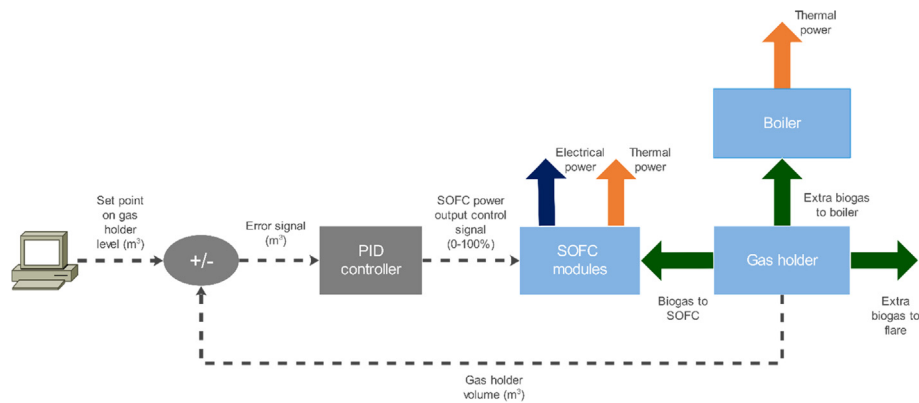 Thermal
power
Boiler
Electrical
power
Thermal
power
SOFC power
output control
signal
(0-100%)
Extra biogas
to boiler
Set point
on gas
holder
level (m³)
Error signal
(m³)
+/-
PID
controller
SOFC
modules
Gas holder
Biogas to
SOFC
Extra
biogas to
flare
Gas holder
volume (m³)